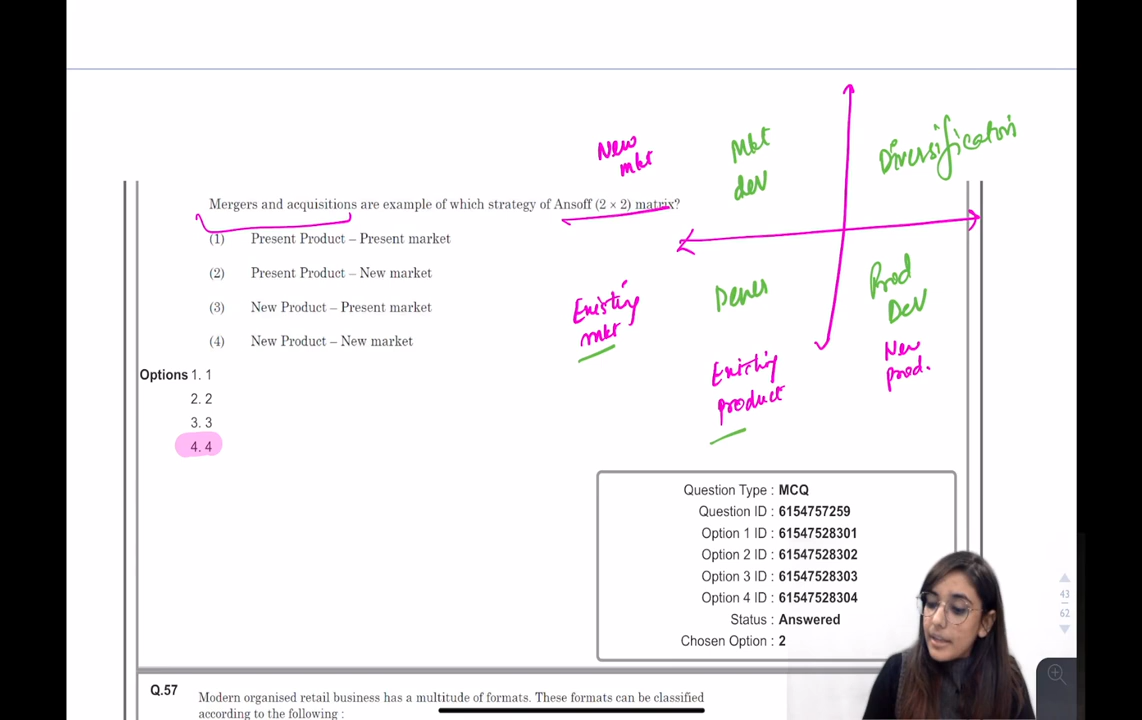 New
mkt
Mkt
dev
Diversification
Mergers and acquisitions are example of which strategy of Ansoff (2 × 2) matrix?
(1) Present Product – Present market
(2) Present Product – New market
(3) New Product – Present market
(4) New Product – New market
Existing
mkt
Prod
Dev
New
prod.
Existing
product
Options 1. 1
2. 2
3. 3
4. 4
Question Type : MCQ
Question ID : 6154757259
Option 1 ID : 61547528301
Option 2 ID : 61547528302
Option 3 ID : 61547528303
Option 4 ID : 61547528304
Status : Answered
Chosen Option : 2
43
62
Q.57 Modern organised retail business has a multitude of formats. These formats can be classified
according to the following :